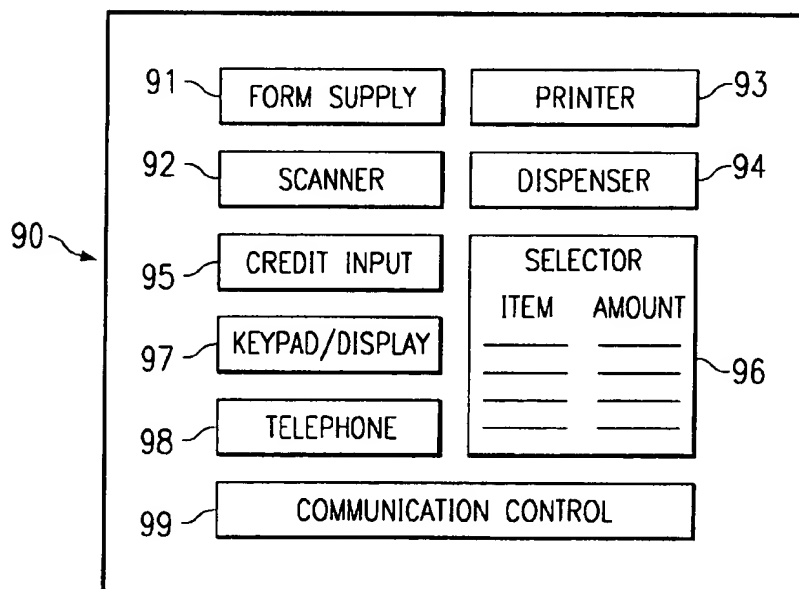 91 FORM SUPPLY PRINTER 93
92 SCANNER DISPENSER 94
90
95 CREDIT INPUT SELECTOR
ITEM AMOUNT
97 KEYPAD/DISPLAY 96
98 TELEPHONE
99 COMMUNICATION CONTROL